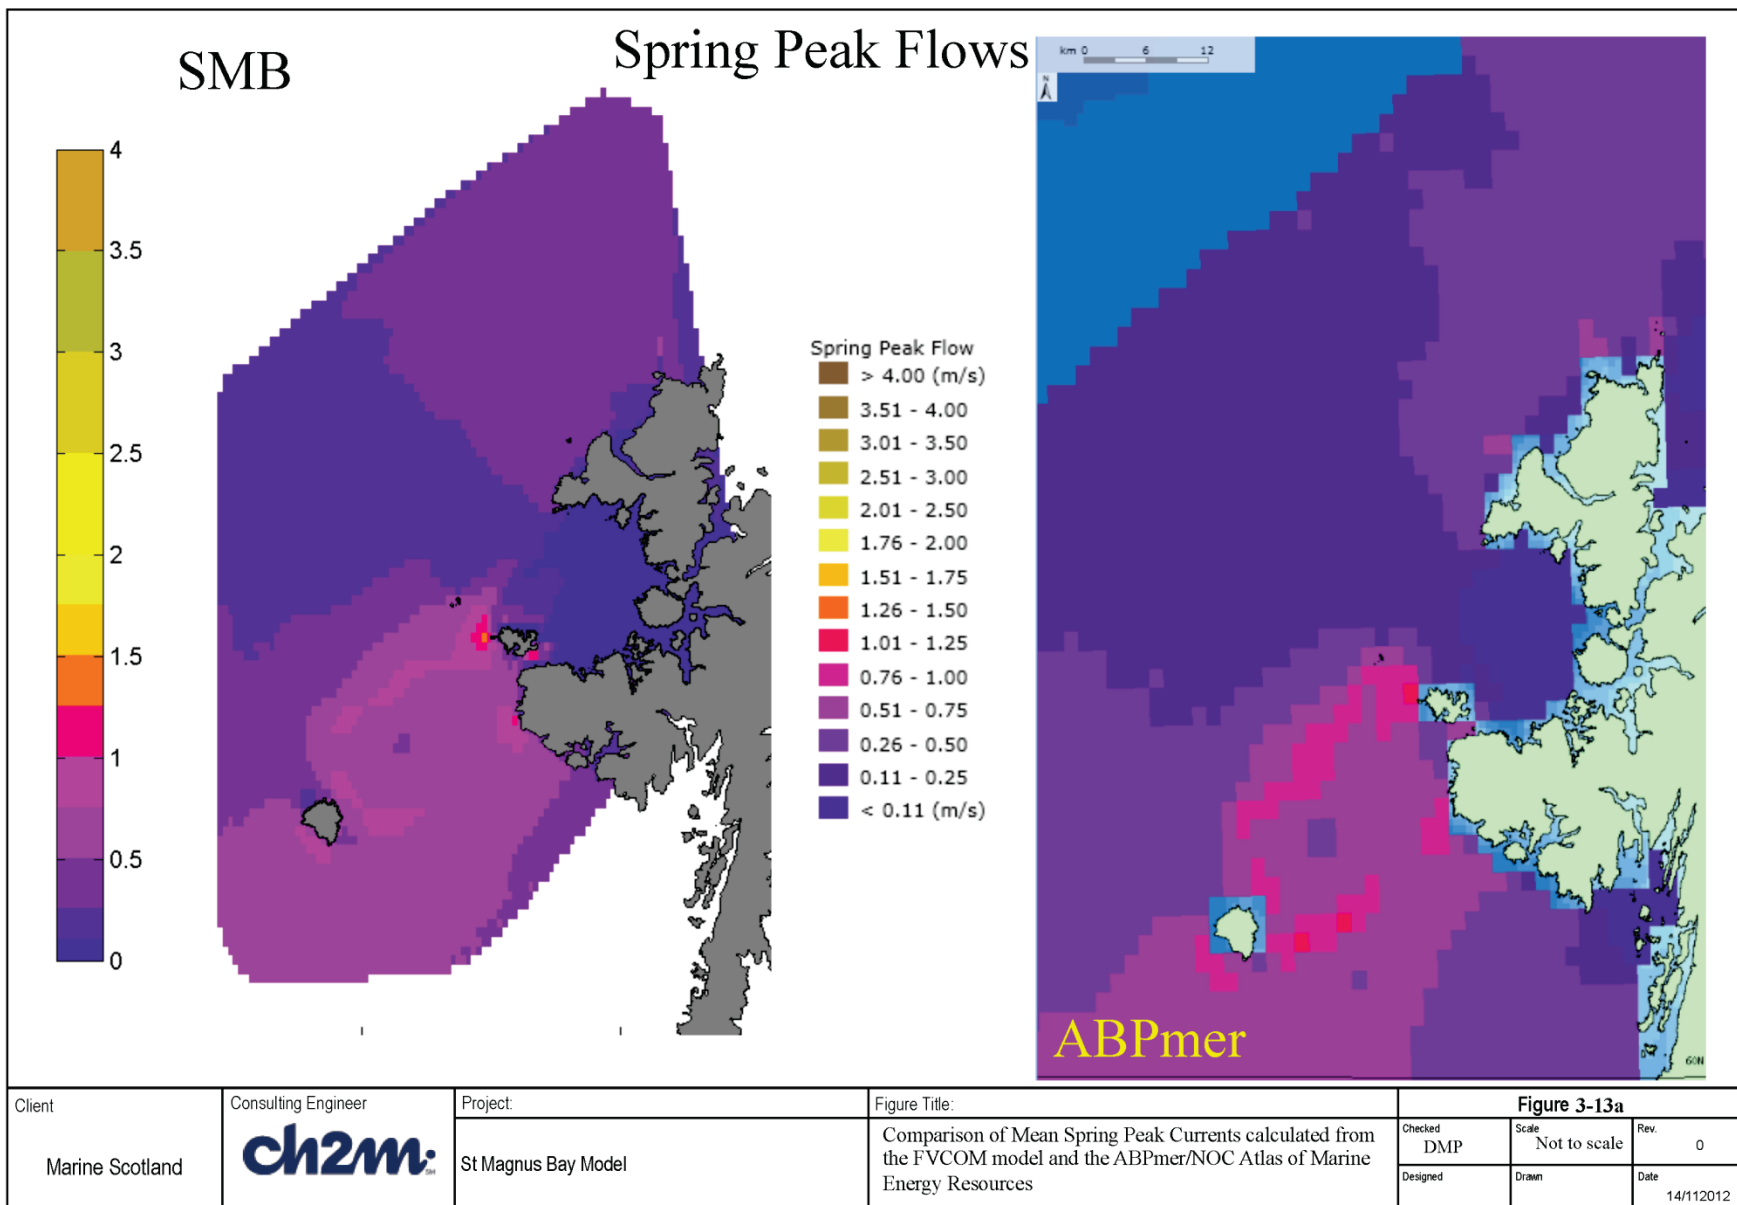 SMB
Spring Peak Flows
km 0 6 12
N
4
3.5
3
2.5
2
1.5
1
0.5
0
Spring Peak Flow
> 4.00 (m/s)
3.51 - 4.00
3.01 - 3.50
2.51 - 3.00
2.01 - 2.50
1.76 - 2.00
1.51 - 1.75
1.26 - 1.50
1.01 - 1.25
0.76 - 1.00
0.51 - 0.75
0.26 - 0.50
0.11 - 0.25
< 0.11 (m/s)
ABPmer
60N
Client
Marine Scotland
Consulting Engineer
ch2m
SM
Project:
St Magnus Bay Model
Figure Title:
Comparison of Mean Spring Peak Currents calculated from
the FVCOM model and the ABPmer/NOC Atlas of Marine
Energy Resources
Figure 3-13a
Checked
DMP
Scale
Not to scale
Rev.
0
Designed
Drawn
Date
14/112012